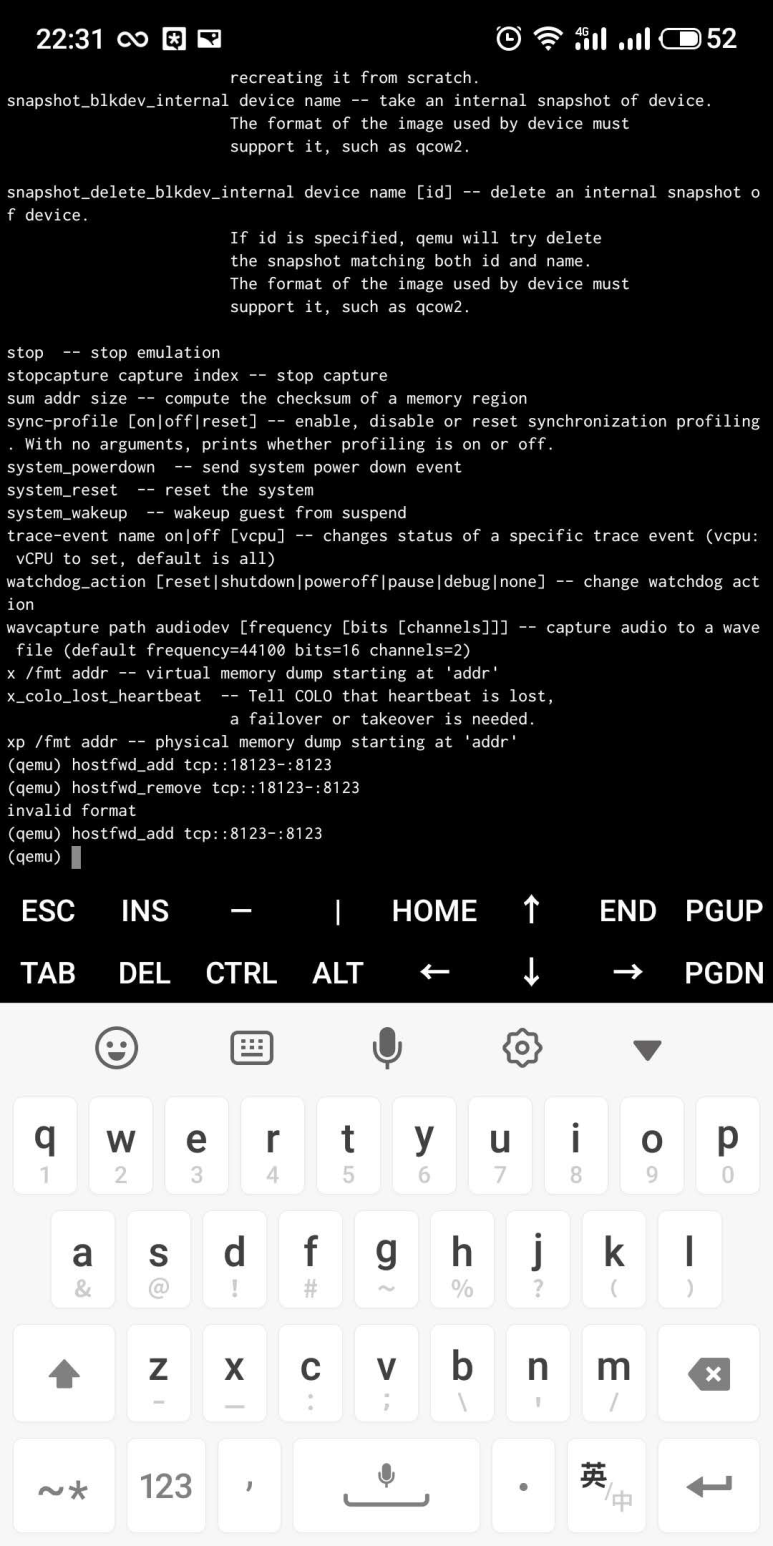 22:31 4G 52
recreating it from scratch.
snapshot_blkdev_internal device name -- take an internal snapshot of device.
The format of the image used by device must
support it, such as qcow2.
snapshot_delete_blkdev_internal device name [id] -- delete an internal snapshot o
f device.
If id is specified, qemu will try delete
the snapshot matching both id and name.
The format of the image used by device must
support it, such as qcow2.
stop  -- stop emulation
stopcapture capture index -- stop capture
sum addr size -- compute the checksum of a memory region
sync-profile [on|off|reset] -- enable, disable or reset synchronization profiling
. With no arguments, prints whether profiling is on or off.
system_powerdown  -- send system power down event
system_reset  -- reset the system
system_wakeup  -- wakeup guest from suspend
trace-event name on|off [vcpu] -- changes status of a specific trace event (vcpu:
vCPU to set, default is all)
watchdog_action [reset|shutdown|poweroff|pause|debug|none] -- change watchdog act
ion
wavcapture path audiodev [frequency [bits [channels]]] -- capture audio to a wave
file (default frequency=44100 bits=16 channels=2)
x /fmt addr -- virtual memory dump starting at 'addr'
x_colo_lost_heartbeat  -- Tell COLO that heartbeat is lost,
a failover or takeover is needed.
xp /fmt addr -- physical memory dump starting at 'addr'
(qemu) hostfwd_add tcp::18123-:8123
(qemu) hostfwd_remove tcp::18123-:8123
invalid format
(qemu) hostfwd_add tcp::8123-:8123
(qemu)
ESC INS — | HOME ↑ END PGUP
TAB DEL CTRL ALT ← ↓ → PGDN
q w e r t y u i o p
1 2 3 4 5 6 7 8 9 0
a s d f g h j k l
& @ ! # ~ % ? ( )
z x c v b n m
- _ : ; \ ' /
~* 123 , . 英/中